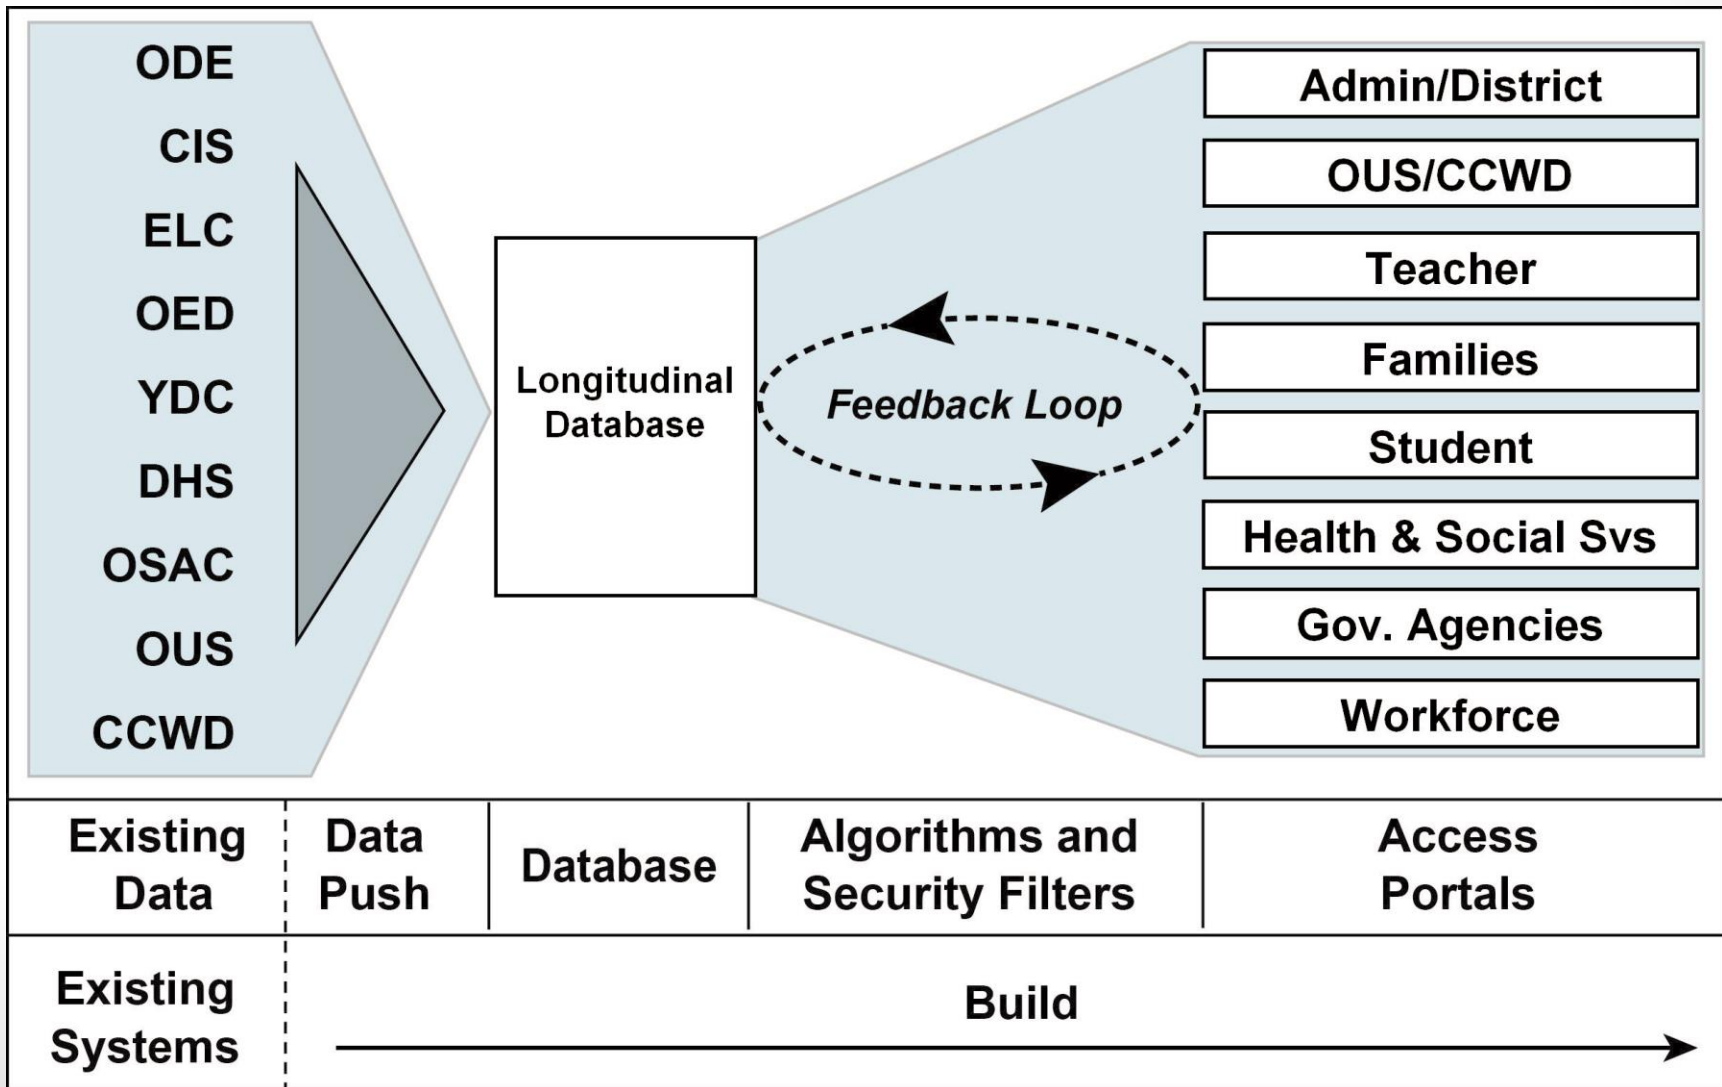 ODE
CIS
ELC
OED
YDC
DHS
OSAC
OUS
CCWD
Longitudinal
Database
Feedback Loop
Admin/District
OUS/CCWD
Teacher
Families
Student
Health & Social Svs
Gov. Agencies
Workforce
Existing
Data
Data
Push
Database
Algorithms and
Security Filters
Access
Portals
Existing
Systems
Build